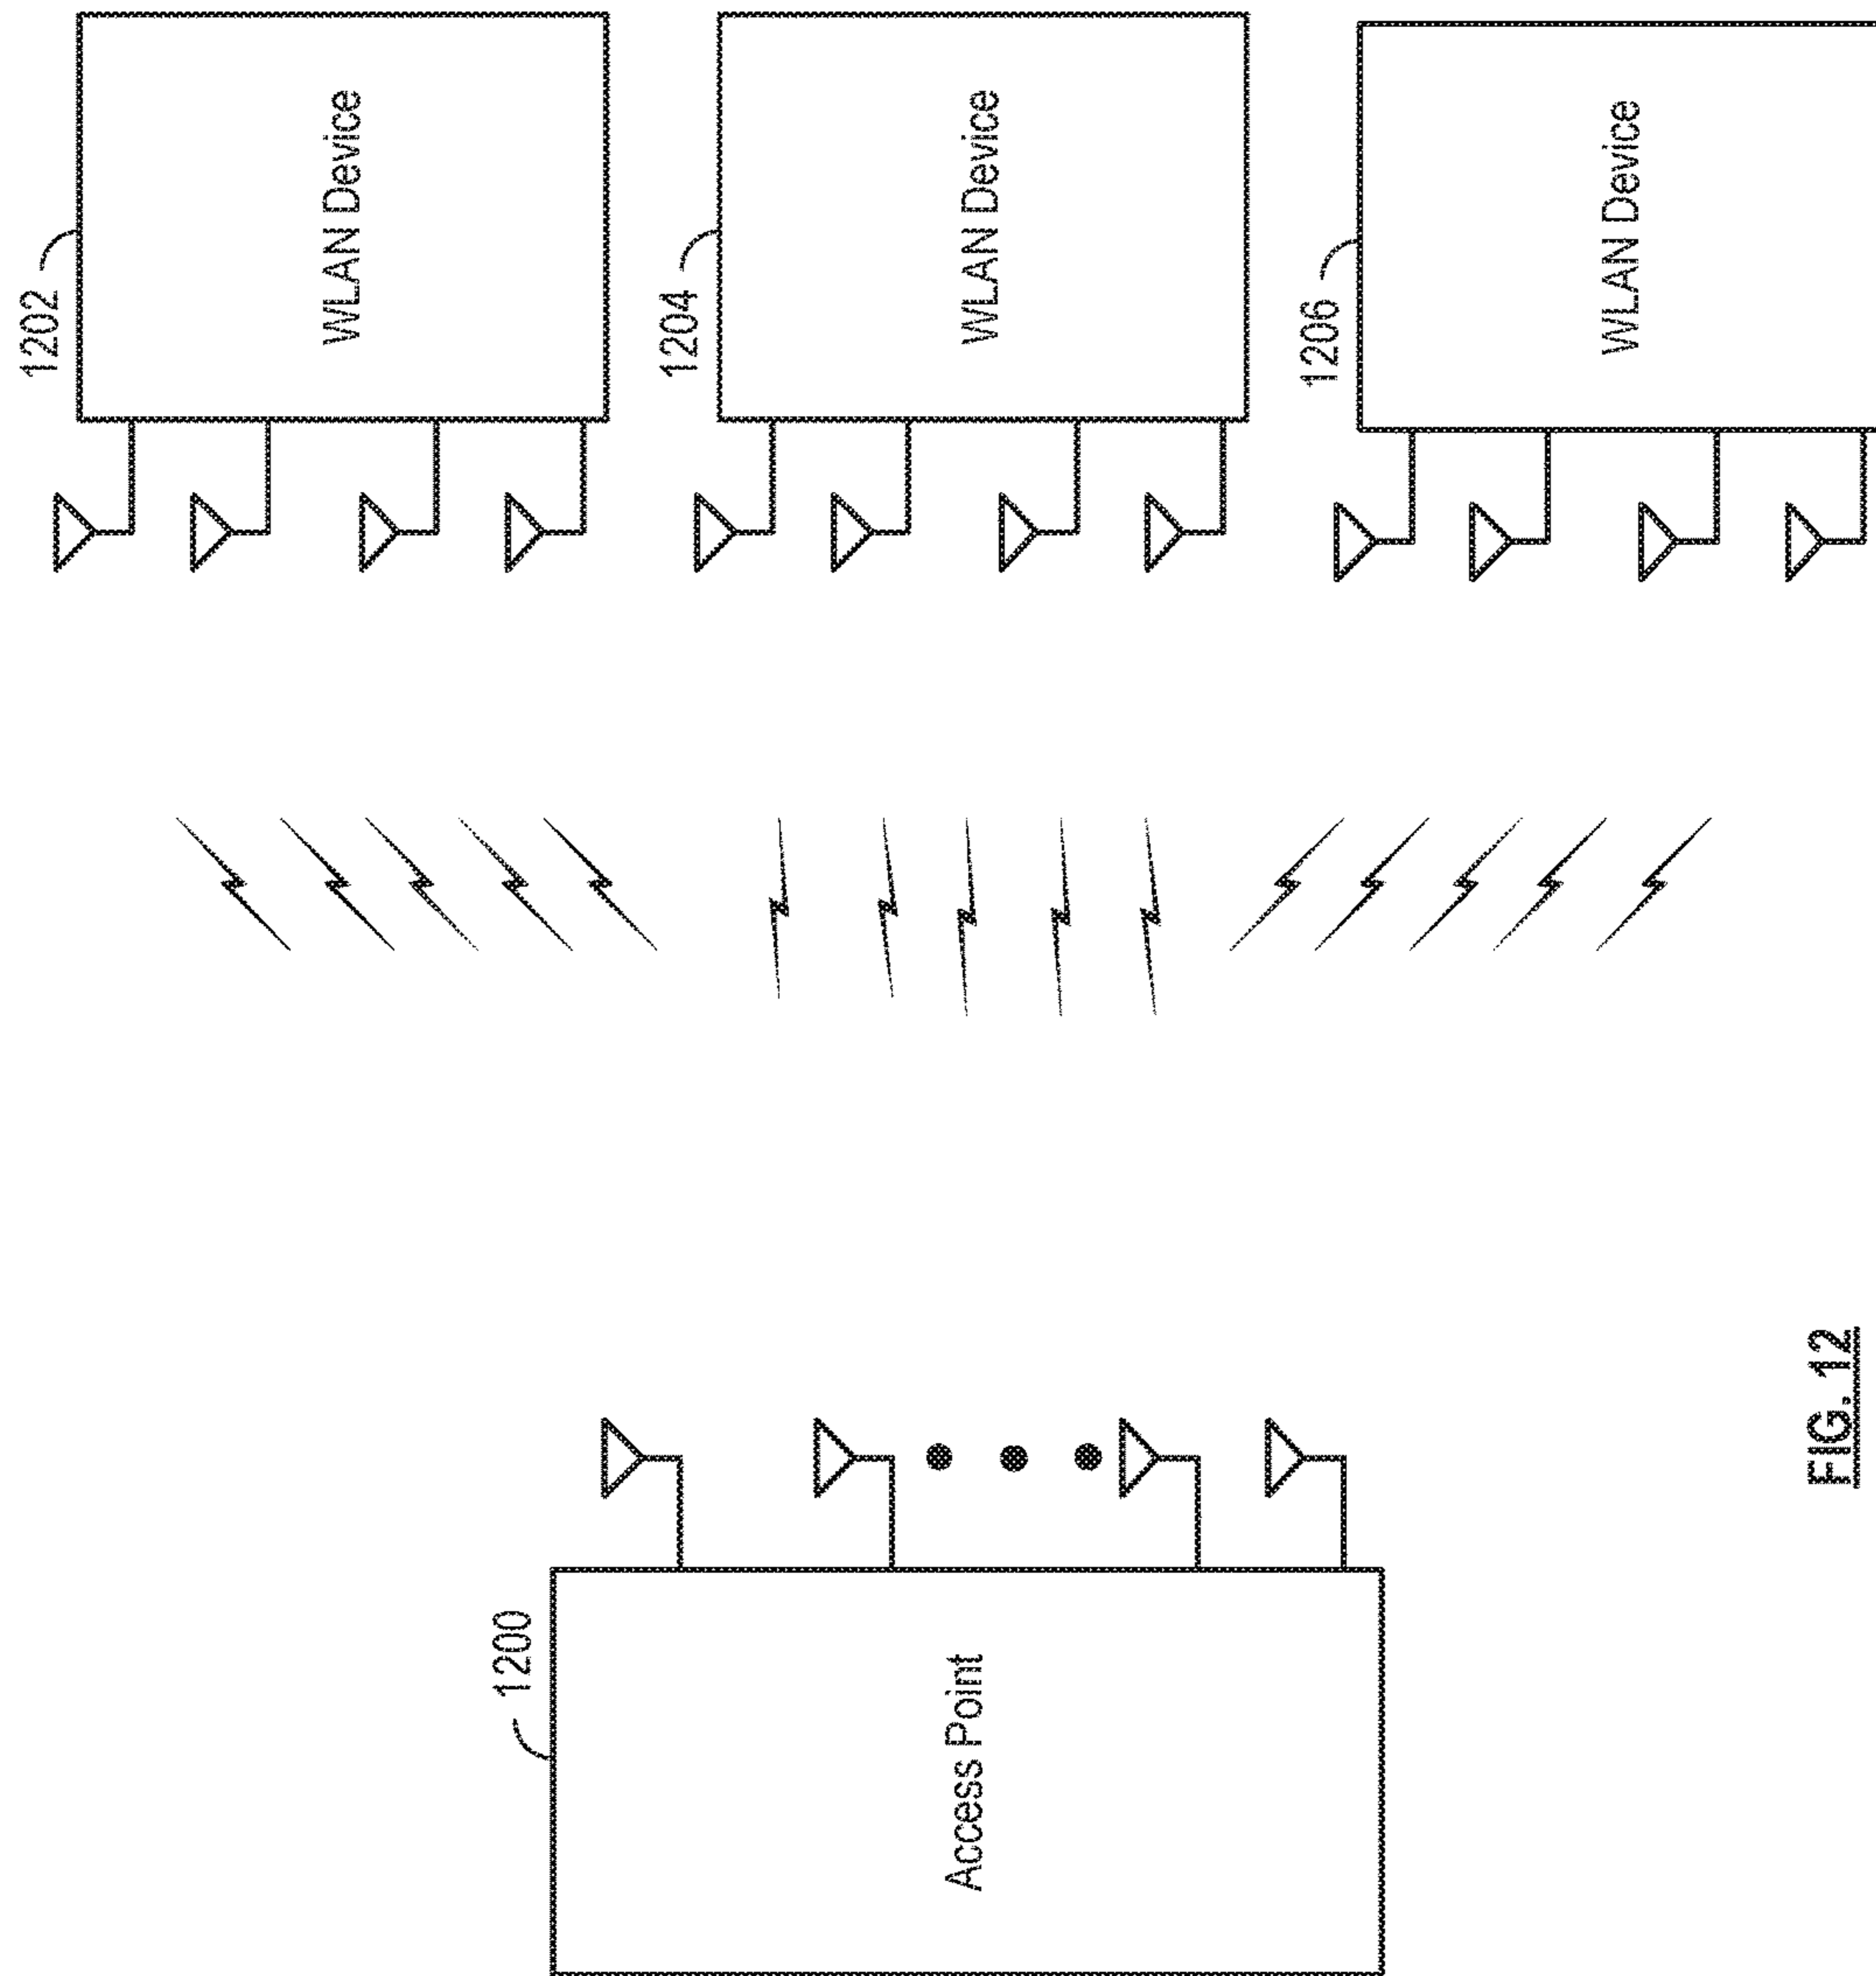 1200
Access Point
1202
WLAN Device
1204
WLAN Device
1206
WLAN Device
FIG. 12